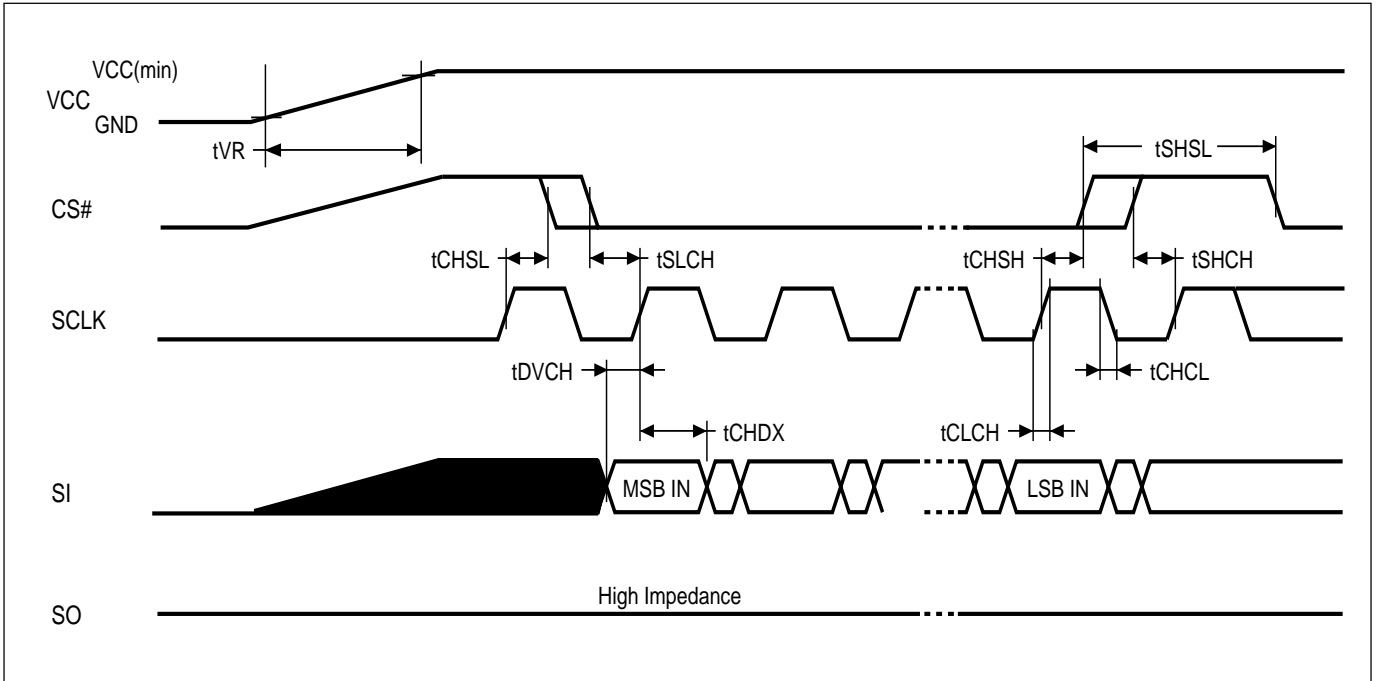 VCC(min)
VCC
GND
tVR
tSHSL
CS#
tCHSL
tSLCH
tCHSH
tSHCH
SCLK
tDVCH
tCHCL
tCHDX
tCLCH
SI
MSB IN
LSB IN
High Impedance
SO